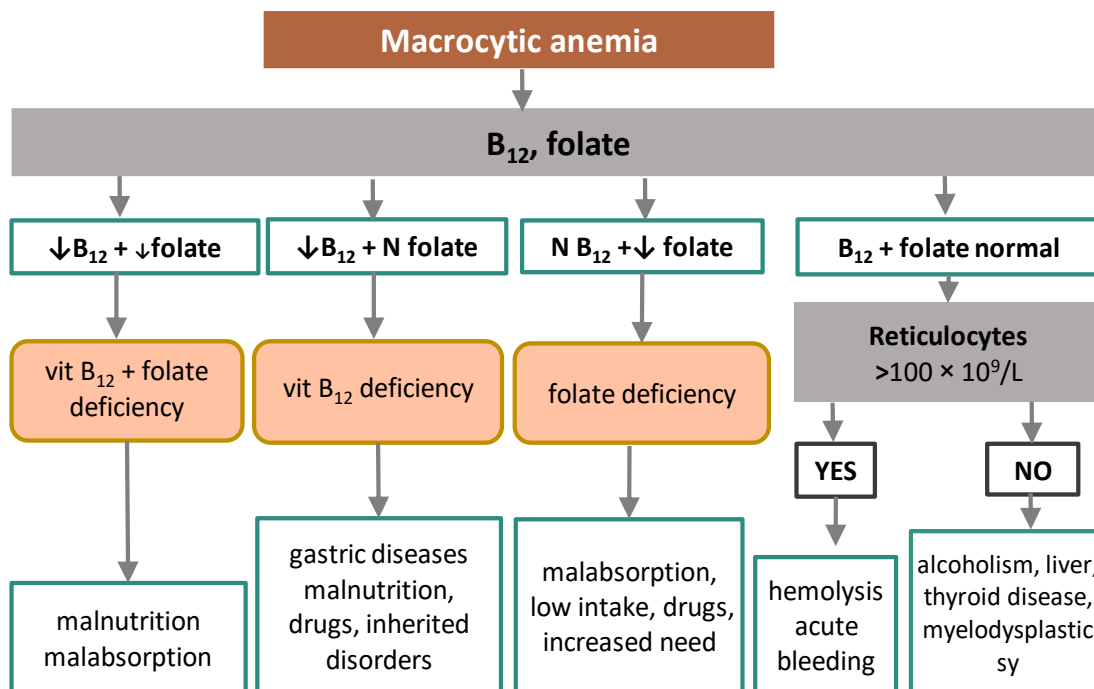 Macrocytic anemia
B₁₂, folate
↓B₁₂ + ↓folate
↓B₁₂ + N folate
N B₁₂ +↓ folate
B₁₂ + folate normal
Reticulocytes
>100 × 10⁹/L
vit B₁₂ + folate
deficiency
vit B₁₂ deficiency
folate deficiency
YES
NO
malnutrition
malabsorption
gastric diseases
malnutrition,
drugs, inherited
disorders
malabsorption,
low intake, drugs,
increased need
hemolysis
acute
bleeding
alcoholism, liver,
thyroid disease,
myelodysplastic
sy